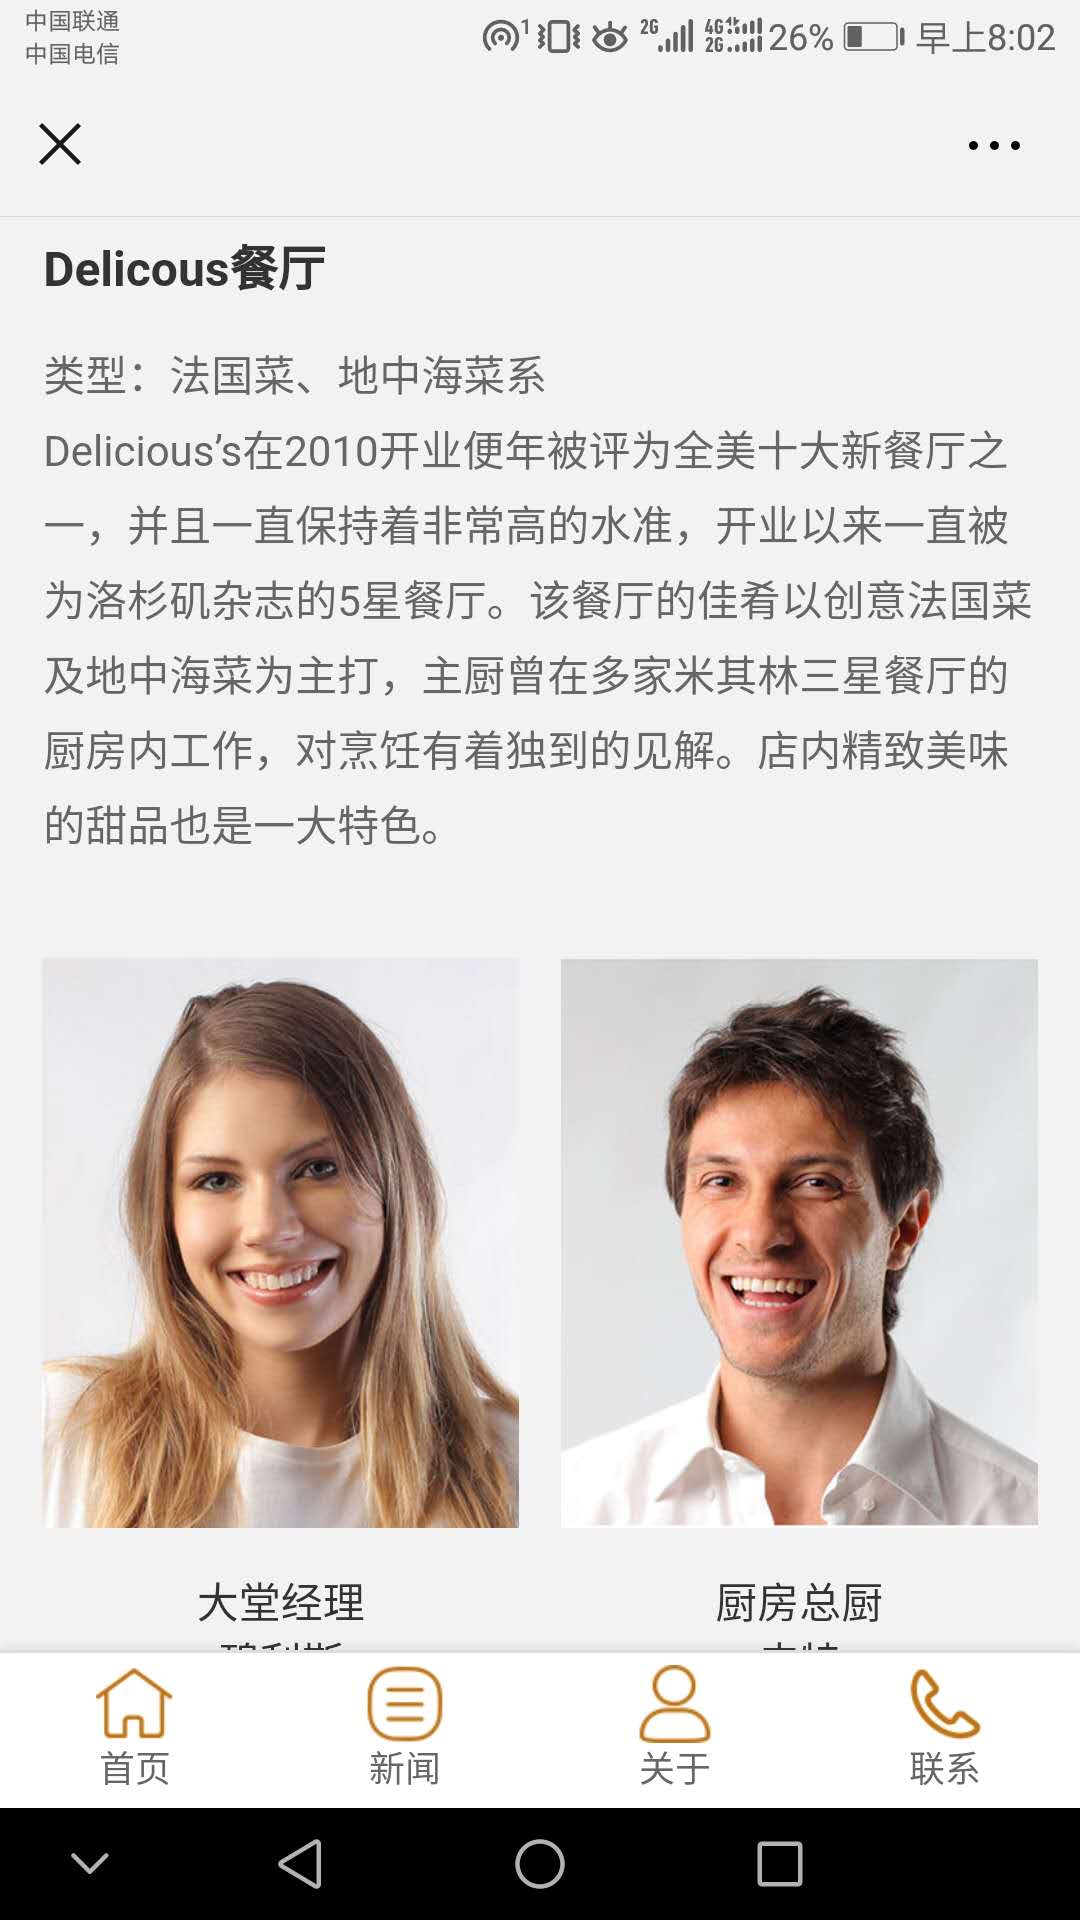 中国联通
中国电信
1 2G 4G 2G 26% 早上8:02
Delicous餐厅
类型：法国菜、地中海菜系
Delicious’s在2010开业便年被评为全美十大新餐厅之
一，并且一直保持着非常高的水准，开业以来一直被
为洛杉矶杂志的5星餐厅。该餐厅的佳肴以创意法国菜
及地中海菜为主打，主厨曾在多家米其林三星餐厅的
厨房内工作，对烹饪有着独到的见解。店内精致美味
的甜品也是一大特色。
大堂经理 厨房总厨
首页 新闻 关于 联系